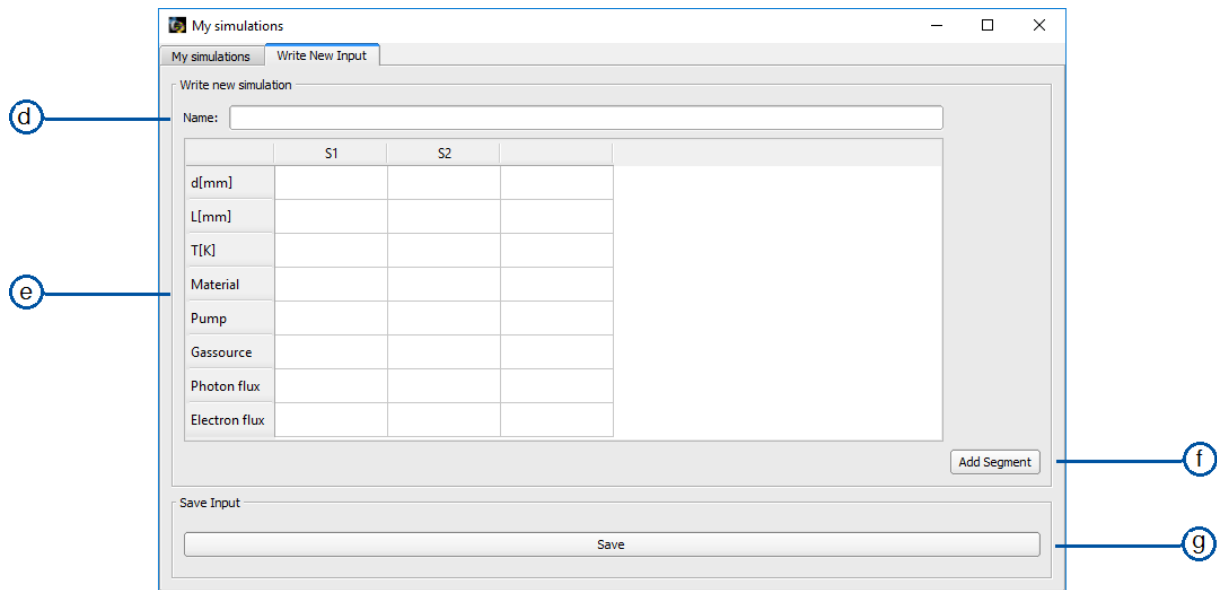 My simulations
My simulations Write New Input
Write new simulation
d Name:
S1 S2
d[mm]
L[mm]
T[K]
e Material
Pump
Gassource
Photon flux
Electron flux
Add Segment f
Save Input
Save g